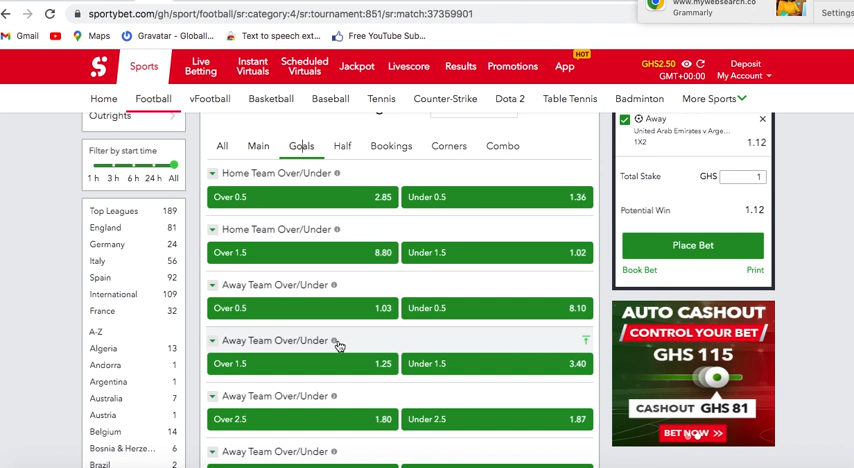 www.mywebsearch.co
Grammarly
Settings
sportybet.com/gh/sport/football/sr:category:4/sr:tournament:851/sr:match:37359901
Gmail
Maps
Gravatar - Globall...
Text to speech ext...
Free YouTube Sub...
Sports
Live Betting
Instant Virtuals
Scheduled Virtuals
Jackpot
Livescore
Results
Promotions
App
HOT
GHS2.50
GMT+00:00
Deposit
My Account
Home
Football
vFootball
Basketball
Baseball
Tennis
Counter-Strike
Dota 2
Table Tennis
Badminton
More Sports
Outrights
Filter by start time
1 h 3 h 6 h 24 h All
Top Leagues 189
England 81
Germany 24
Italy 56
Spain 92
International 109
France 32
A-Z
Algeria 13
Andorra 1
Argentina 1
Australia 7
Austria 1
Belgium 14
Bosnia & Herze... 6
Brazil 2
All Main Goals Half Bookings Corners Combo
Home Team Over/Under
Over 0.5 2.85 Under 0.5 1.36
Home Team Over/Under
Over 1.5 8.80 Under 1.5 1.02
Away Team Over/Under
Over 0.5 1.03 Under 0.5 8.10
Away Team Over/Under
Over 1.5 1.25 Under 1.5 3.40
Away Team Over/Under
Over 2.5 1.80 Under 2.5 1.87
Away Team Over/Under
Away
United Arab Emirates v Arge...
1X2 1.12
Total Stake GHS 1
Potential Win 1.12
Place Bet
Book Bet Print
AUTO CASHOUT
CONTROL YOUR BET
GHS 115
CASHOUT GHS 81
BET NOW >>